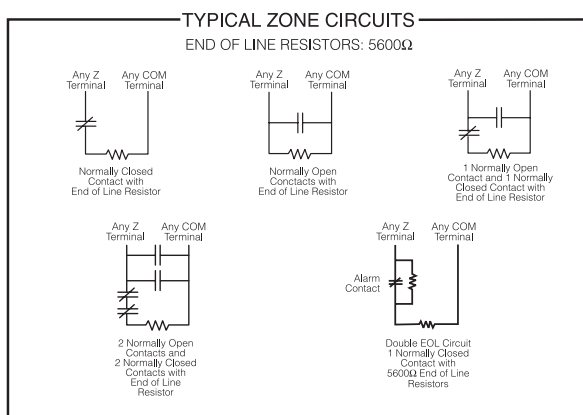 TYPICAL ZONE CIRCUITS
END OF LINE RESISTORS: 5600Ω
Any Z
Terminal
Any COM
Terminal
Normally Closed
Contact with
End of Line Resistor
Any Z
Terminal
Any COM
Terminal
Normally Open
Conctacts with
End of Line Resistor
Any Z
Terminal
Any COM
Terminal
1 Normally Open
Contact and 1 Normally
Closed Contact with
End of Line Resistor
Any Z
Terminal
Any COM
Terminal
2 Normally Open
Contacts and
2 Normally Closed
Contacts with
End of Line
Resistor
Any Z
Terminal
Any COM
Terminal
Alarm
Contact
Double EOL Circuit
1 Normally Closed
Contact with
5600Ω End of Line
Resistors